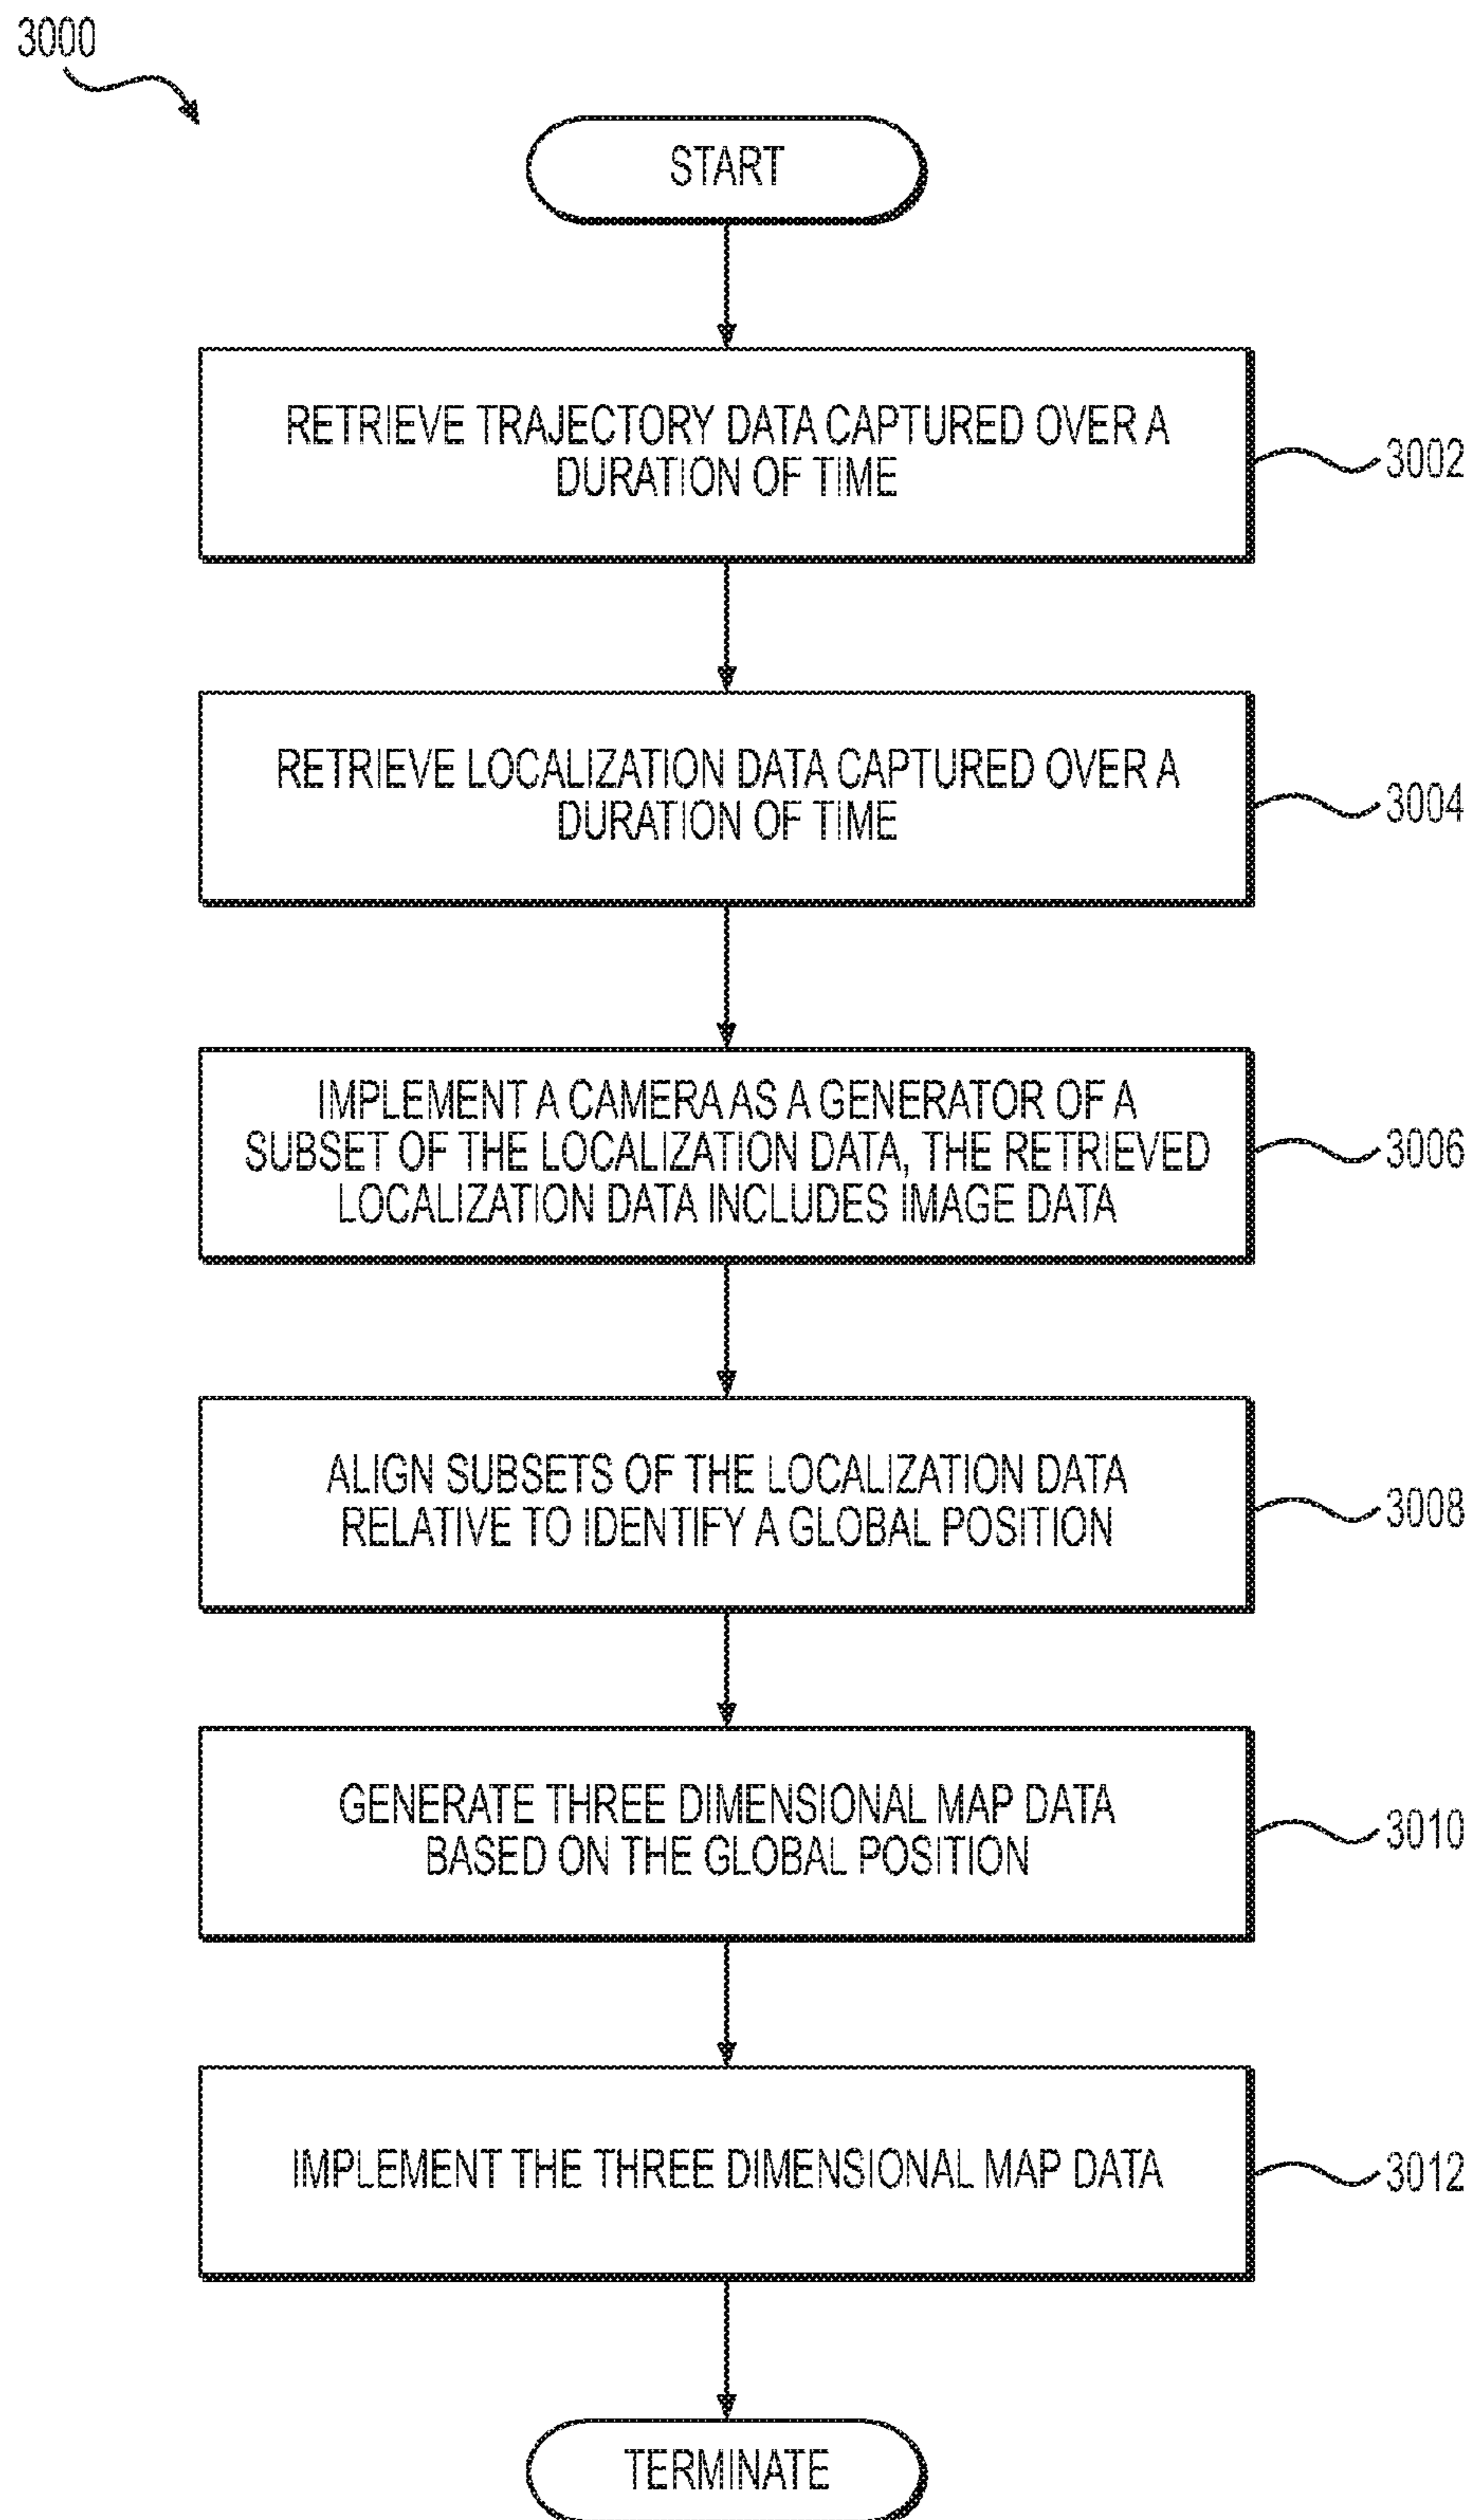 3000
START
RETRIEVE TRAJECTORY DATA CAPTURED OVER A
DURATION OF TIME
3002
RETRIEVE LOCALIZATION DATA CAPTURED OVER A
DURATION OF TIME
3004
IMPLEMENT A CAMERA AS A GENERATOR OF A
SUBSET OF THE LOCALIZATION DATA, THE RETRIEVED
LOCALIZATION DATA INCLUDES IMAGE DATA
3006
ALIGN SUBSETS OF THE LOCALIZATION DATA
RELATIVE TO IDENTIFY A GLOBAL POSITION
3008
GENERATE THREE DIMENSIONAL MAP DATA
BASED ON THE GLOBAL POSITION
3010
IMPLEMENT THE THREE DIMENSIONAL MAP DATA
3012
TERMINATE